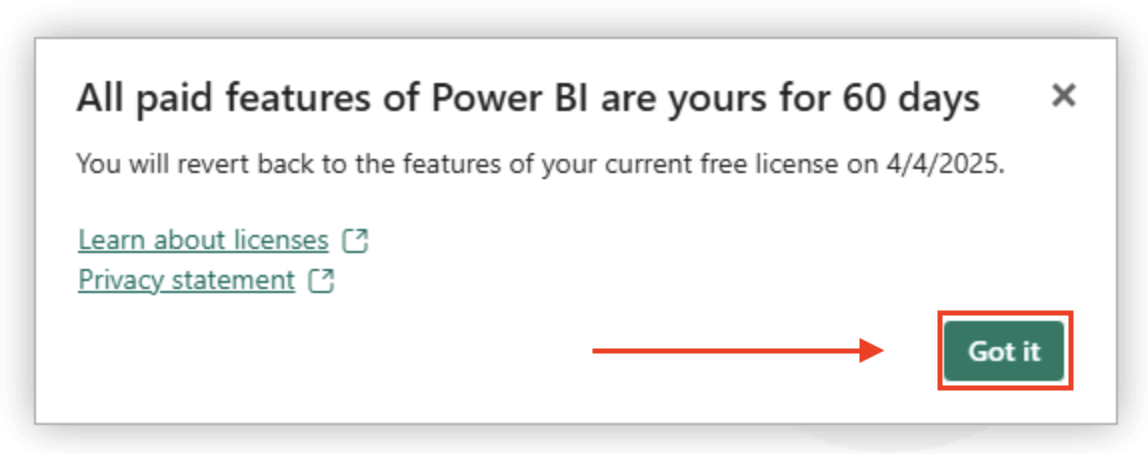 All paid features of Power BI are yours for 60 days
You will revert back to the features of your current free license on 4/4/2025.
Learn about licenses
Privacy statement
Got it